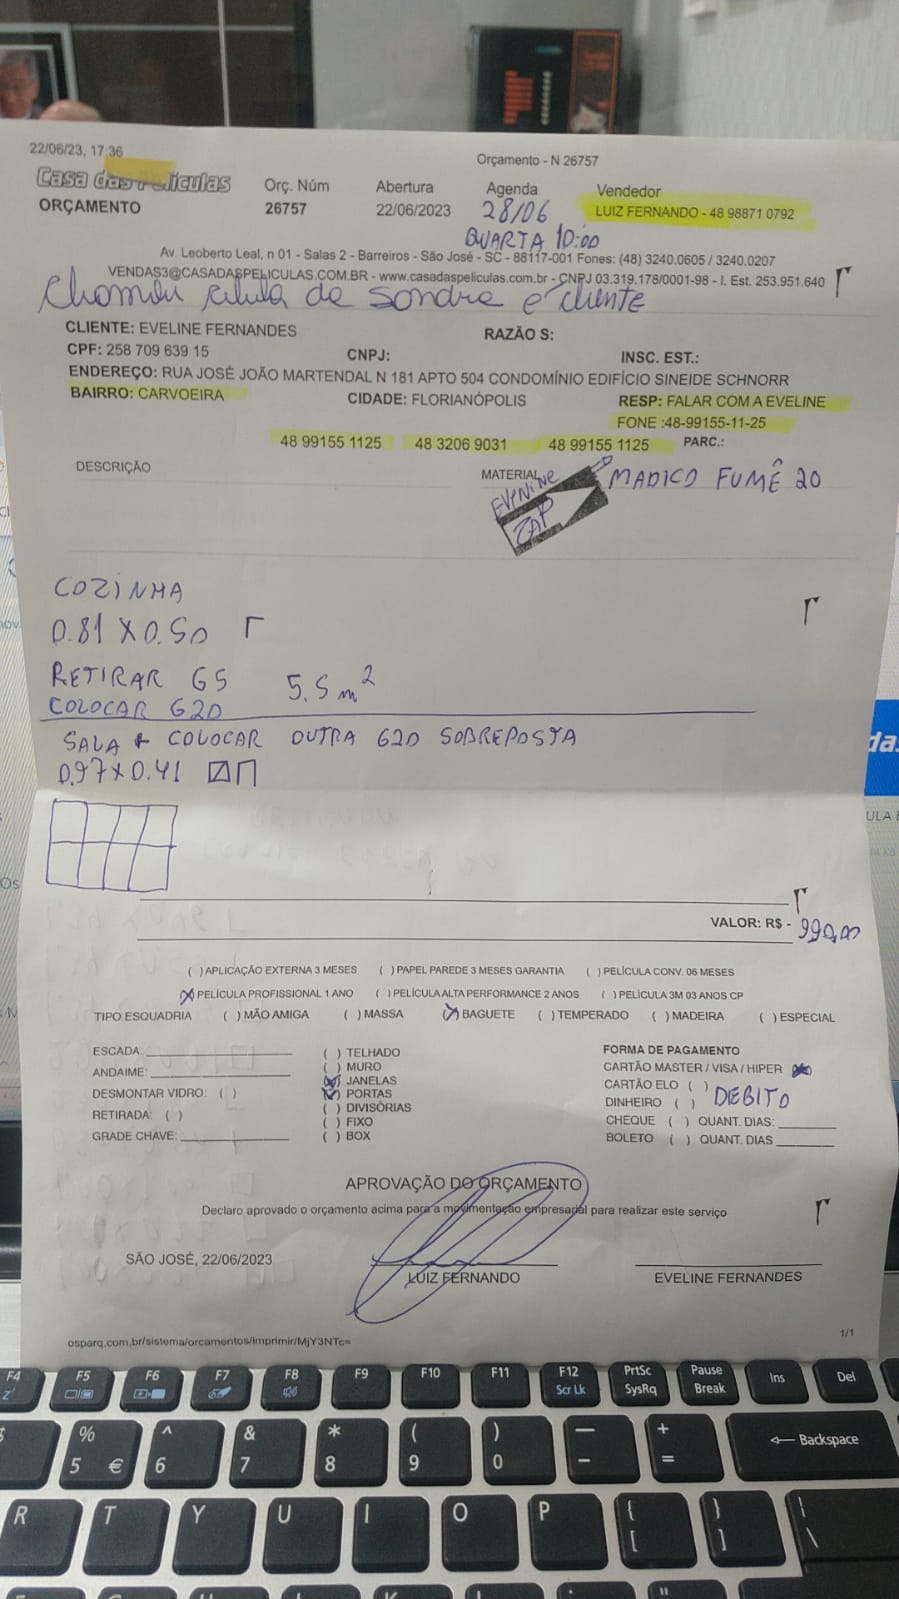 22/06/23, 17:36
Orçamento - N 26757
Casa das Películas
ORÇAMENTO
Orç. Núm
26757
Abertura
22/06/2023
Agenda
28/06
QUARTA 10:00
Vendedor
LUIZ FERNANDO - 48 98871 0792
Av. Leoberto Leal, n 01 - Salas 2 - Barreiros - São José - SC - 88117-001 Fones: (48) 3240.0605 / 3240.0207
VENDAS3@CASADASPELICULAS.COM.BR - www.casadaspeliculas.com.br - CNPJ 03.319.178/0001-98 - I. Est. 253.951.640
de Sondra e cliente
CLIENTE: EVELINE FERNANDES
RAZÃO S:
CPF: 258 709 639 15
CNPJ:
INSC. EST.:
ENDEREÇO: RUA JOSÉ JOÃO MARTENDAL N 181 APTO 504 CONDOMÍNIO EDIFÍCIO SINEIDE SCHNORR
BAIRRO: CARVOEIRA
CIDADE: FLORIANÓPOLIS
RESP: FALAR COM A EVELINE
FONE :48-99155-11-25
48 99155 1125 48 3206 9031 48 99155 1125 PARC.:
DESCRIÇÃO
MATERIAL
MADICO FUMÊ 20
ZAP
COZINHA
0.81 X 0.50
RETIRAR G5
5.5 m²
COLOCAR G20
SALA + COLOCAR OUTRA G20 SOBREPOSTA
0.97 x 0.41
VALOR: R$ - 990,00
( ) APLICAÇÃO EXTERNA 3 MESES ( ) PAPEL PAREDE 3 MESES GARANTIA ( ) PELÍCULA CONV. 06 MESES
(X) PELÍCULA PROFISSIONAL 1 ANO ( ) PELÍCULA ALTA PERFORMANCE 2 ANOS ( ) PELÍCULA 3M 03 ANOS CP
TIPO ESQUADRIA ( ) MÃO AMIGA ( ) MASSA (X) BAGUETE ( ) TEMPERADO ( ) MADEIRA ( ) ESPECIAL
ESCADA:
ANDAIME:
DESMONTAR VIDRO: ( )
RETIRADA: ( )
GRADE CHAVE:
( ) TELHADO
( ) MURO
(X) JANELAS
(X) PORTAS
( ) DIVISÓRIAS
( ) FIXO
( ) BOX
FORMA DE PAGAMENTO
CARTÃO MASTER / VISA / HIPER (X)
CARTÃO ELO ( )
DINHEIRO ( ) DEBITO
CHEQUE ( ) QUANT. DIAS:
BOLETO ( ) QUANT. DIAS
APROVAÇÃO DO ORÇAMENTO
Declaro aprovado o orçamento acima para a movimentação empresarial para realizar este serviço
SÃO JOSÉ, 22/06/2023
LUIZ FERNANDO
EVELINE FERNANDES
osparq.com.br/sistema/orcamentos/imprimir/MjY3NTc=
1/1
F4 F5 F6 F7 F8 F9 F10 F11 F12 PrtSc Pause Ins Del
Scr Lk SysRq Break
% ^ & * ( ) — +
5 € 6 7 8 9 0 - = Backspace
R T Y U I O P { }
[ ] \